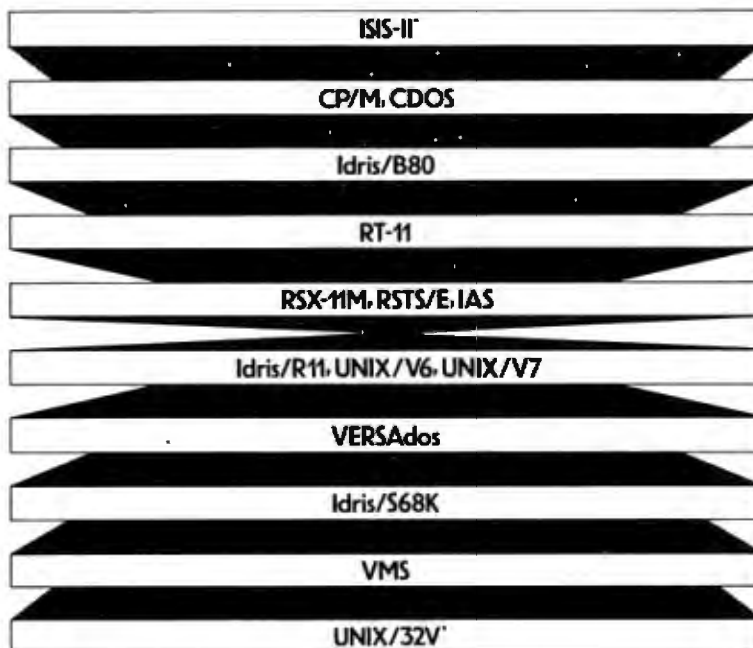 ISIS-II*
CP/M, CDOS
Idris/B80
RT-11
RSX-11M, RSTS/E, IAS
Idris/R11, UNIX/V6, UNIX/V7
VERSAdos
Idris/S68K
VMS
UNIX/32V*